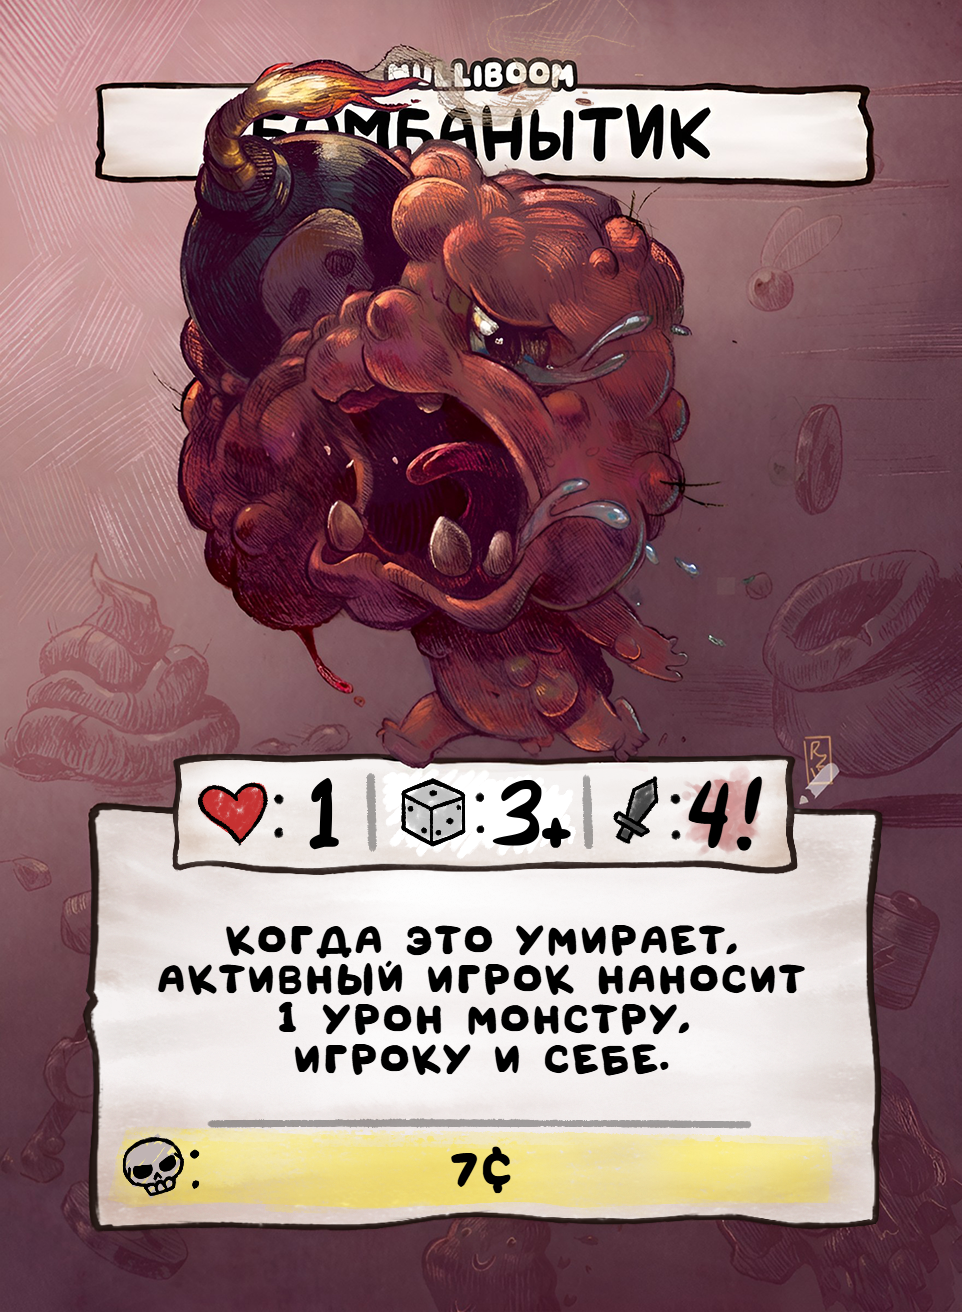 MULLIBOOM
БОМБАНЫТИК
1 3+ 4!
КОГДА ЭТО УМИРАЕТ,
АКТИВНЫЙ ИГРОК НАНОСИТ
1 УРОН МОНСТРУ,
ИГРОКУ И СЕБЕ.
7¢